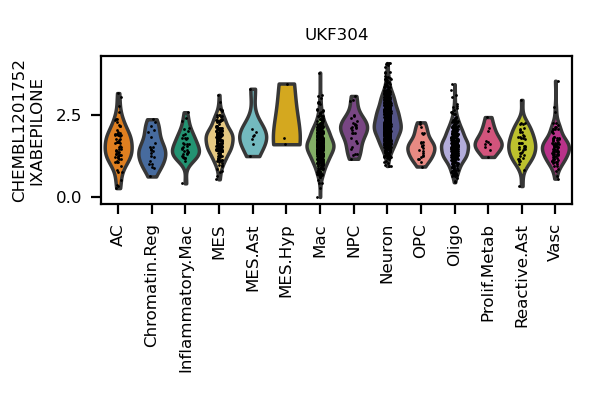 UKF304
CHEMBL1201752
IXABEPILONE
2.5
0.0
AC
Chromatin.Reg
Inflammatory.Mac
MES
MES.Ast
MES.Hyp
Mac
NPC
Neuron
OPC
Oligo
Prolif.Metab
Reactive.Ast
Vasc